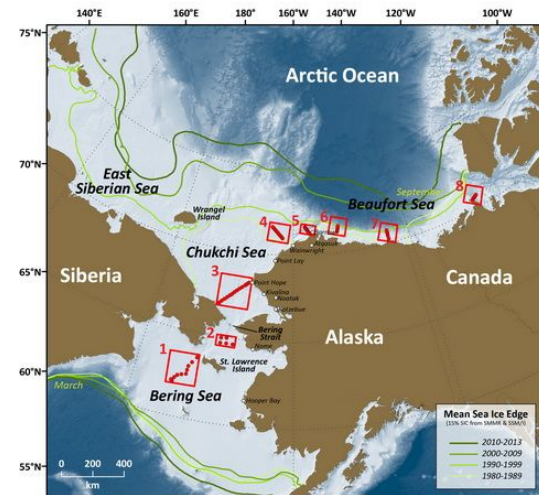 140°W
160°W
180°W
160°W
140°W
120°W
100°W
75°N
70°N
65°N
60°N
55°N
Arctic Ocean
East
Siberian Sea
September
Beaufort Sea
Wrangel
Island
Chukchi Sea
Wainwright
Point Lay
Siberia
Point Hope
Kivalina
Noatak
Canada
Bering
Strait
Alaska
Nome
St. Lawrence
Island
Bering Sea
Hooper Bay
March
1
2
3
4
5
6
7
8
0
200
400
km
Mean Sea Ice Edge
(15% SIC from SMMR & SSM/I)
2010-2013
2000-2009
1990-1999
1980-1989